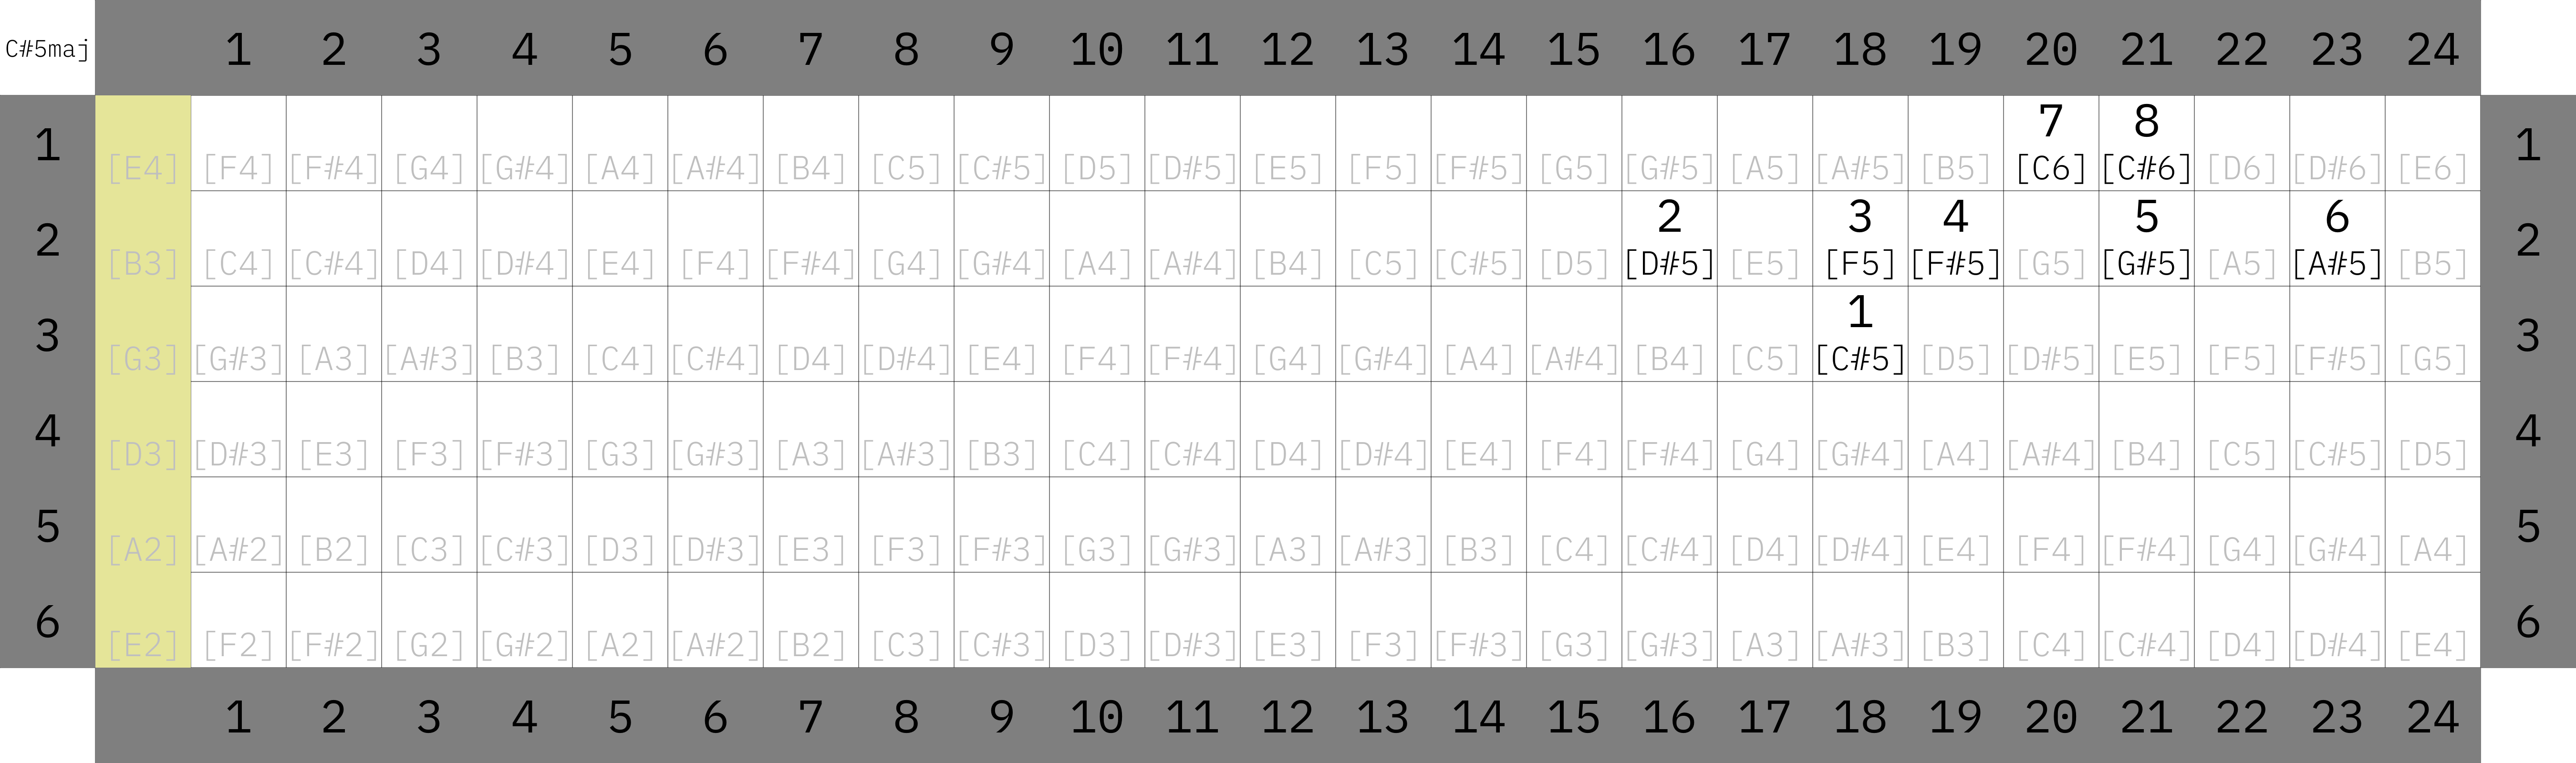 C#5maj 1 2 3 4 5 6 7 8 9 10 11 12 13 14 15 16 17 18 19 20 21 22 23 24
7 8
1 [E4] [F4] [F#4] [G4] [G#4] [A4] [A#4] [B4] [C5] [C#5] [D5] [D#5] [E5] [F5] [F#5] [G5] [G#5] [A5] [A#5] [B5] [C6] [C#6] [D6] [D#6] [E6] 1
2 3 4 5 6
2 [B3] [C4] [C#4] [D4] [D#4] [E4] [F4] [F#4] [G4] [G#4] [A4] [A#4] [B4] [C5] [C#5] [D5] [D#5] [E5] [F5] [F#5] [G5] [G#5] [A5] [A#5] [B5] 2
1
3 [G3] [G#3] [A3] [A#3] [B3] [C4] [C#4] [D4] [D#4] [E4] [F4] [F#4] [G4] [G#4] [A4] [A#4] [B4] [C5] [C#5] [D5] [D#5] [E5] [F5] [F#5] [G5] 3
4 [D3] [D#3] [E3] [F3] [F#3] [G3] [G#3] [A3] [A#3] [B3] [C4] [C#4] [D4] [D#4] [E4] [F4] [F#4] [G4] [G#4] [A4] [A#4] [B4] [C5] [C#5] [D5] 4
5 [A2] [A#2] [B2] [C3] [C#3] [D3] [D#3] [E3] [F3] [F#3] [G3] [G#3] [A3] [A#3] [B3] [C4] [C#4] [D4] [D#4] [E4] [F4] [F#4] [G4] [G#4] [A4] 5
6 [E2] [F2] [F#2] [G2] [G#2] [A2] [A#2] [B2] [C3] [C#3] [D3] [D#3] [E3] [F3] [F#3] [G3] [G#3] [A3] [A#3] [B3] [C4] [C#4] [D4] [D#4] [E4] 6
1 2 3 4 5 6 7 8 9 10 11 12 13 14 15 16 17 18 19 20 21 22 23 24